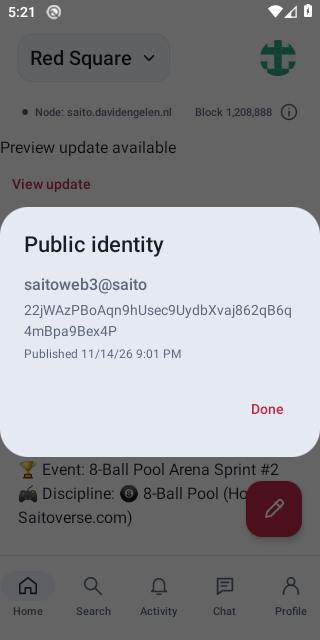 5:21
Red Square
Node: saito.davidengelen.nl Block 1,208,888
Preview update available
View update
Public identity
saitoweb3@saito
22jWAzPBoAqn9hUsec9UydbXvaj862qB6q
4mBpa9Bex4P
Published 11/14/26 9:01 PM
Done
🏆 Event: 8-Ball Pool Arena Sprint #2
🎮 Discipline: 🎱 8-Ball Pool (Ho
Saitoverse.com)
Home Search Activity Chat Profile